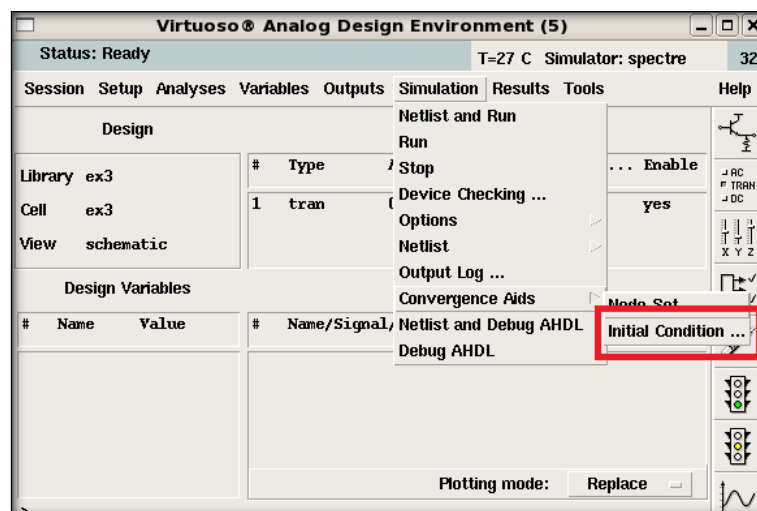 Virtuoso® Analog Design Environment (5)
Status: Ready T=27 C Simulator: spectre 32
Session Setup Analyses Variables Outputs Simulation Results Tools Help
Netlist and Run
Design
Run
# Type Stop ... Enable
Library ex3
AC
TRAN
DC
1 tran Device Checking ... yes
Cell ex3
Options
View schematic Netlist
X Y Z
Output Log ...
Design Variables
Convergence Aids Node Set
# Name Value # Name/Signal/ Netlist and Debug AHDL Initial Condition ...
Debug AHDL
Plotting mode: Replace